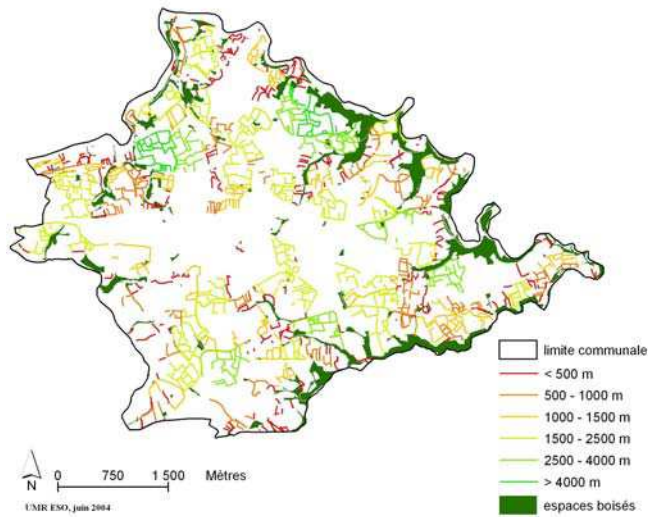 limite communale
< 500 m
500 - 1000 m
1000 - 1500 m
1500 - 2500 m
2500 - 4000 m
> 4000 m
espaces boisés
N
0 750 1 500 Mètres
UMR ESO, juin 2004